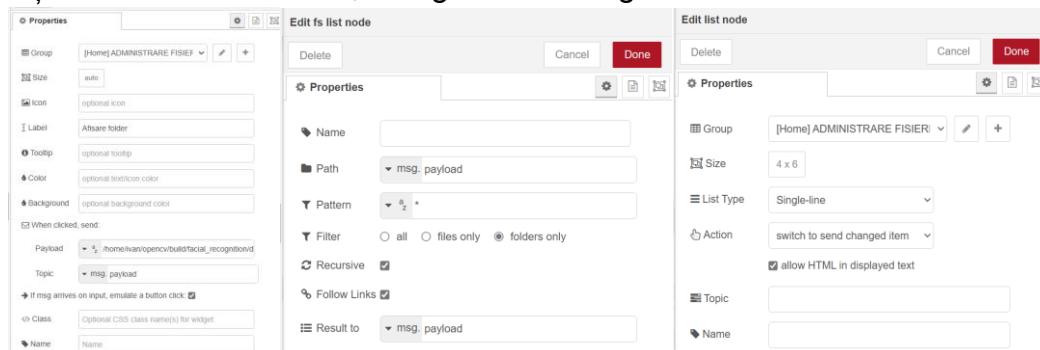 Properties
Group [Home] ADMINISTRARE FISIEF
Size auto
Icon optional icon
Label Afisare folder
Tooltip optional tooltip
Color optional text/icon color
Background optional background color
When clicked, send:
Payload /home/ivan/opencv/build/facial_recognition/d
Topic msg. payload
If msg arrives on input, emulate a button click:
Class Optional CSS class name(s) for widget
Name Name
Edit fs list node
Delete Cancel Done
Properties
Name
Path msg. payload
Pattern az *
Filter all files only folders only
Recursive
Follow Links
Result to msg. payload
Edit list node
Delete Cancel Done
Properties
Group [Home] ADMINISTRARE FISIERI
Size 4 x 6
List Type Single-line
Action switch to send changed item
allow HTML in displayed text
Topic
Name